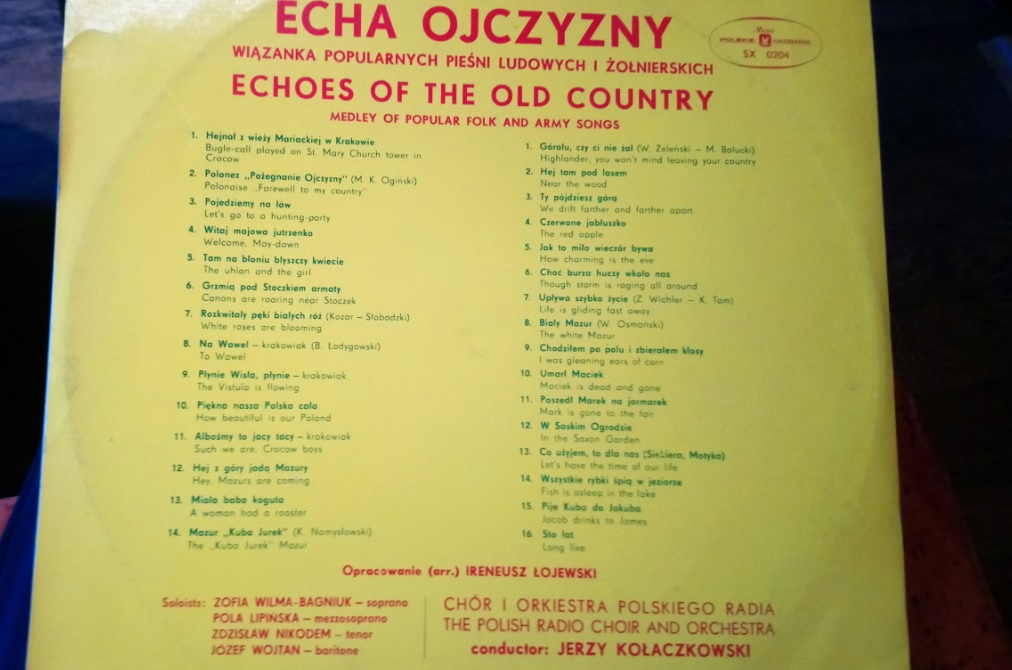 ECHA OJCZYZNY
Muza
POLSKIE NAGRANIA
SX 0204
WIĄZANKA POPULARNYCH PIEŚNI LUDOWYCH I ŻOŁNIERSKICH
ECHOES OF THE OLD COUNTRY
MEDLEY OF POPULAR FOLK AND ARMY SONGS
1. Hejnał z wieży Mariackiej w Krakowie
Bugle-call played on St. Mary Church tower in
Cracow
2. Polonez „Pożegnanie Ojczyzny" (M. K. Ogiński)
Polonaise „Farewell to my country"
3. Pojedziemy na łów
Let's go to a hunting-party
4. Witaj majowa jutrzenko
Welcome, May-dawn
5. Tam na błoniu błyszczy kwiecie
The uhlan and the girl
6. Grzmią pod Stoczkiem armaty
Canons are roaring near Stoczek
7. Rozkwitały pęki białych róż (Kozar – Słobodzki)
White roses are blooming
8. Na Wawel – krakowiak (B. Łodygowski)
To Wawel
9. Płynie Wisła, płynie – krakowiak
The Vistula is flowing
10. Piękna nasza Polska cała
How beautiful is our Poland
11. Albośmy to jacy tacy – krakowiak
Such we are, Cracow boys
12. Hej z góry jadą Mazury
Hey, Mazurs are coming
13. Miała baba koguta
A woman had a rooster
14. Mazur „Kuba Jurek" (K. Namysłowski)
The „Kuba Jurek" Mazur
1. Góralu, czy ci nie żal (W. Żeleński – M. Bałucki)
Highlander, you won't mind leaving your country
2. Hej tam pod lasem
Near the wood
3. Ty pójdziesz górą
We drift farther and farther apart
4. Czerwone jabłuszko
The red apple
5. Jak to miło wieczór bywa
How charming is the eve
6. Choć burza huczy wkoło nas
Though storm is raging all around
7. Upływa szybko życie (Z. Wichler – K. Tom)
Life is gliding fast away
8. Biały Mazur (W. Osmański)
The white Mazur
9. Chodziłem po polu i zbierałem kłosy
I was gleaning ears of corn
10. Umarł Maciek
Maciek is dead and gone
11. Poszedł Marek na jarmarek
Mark is gone to the fair
12. W Saskim Ogrodzie
In the Saxon Garden
13. Co użyjem, to dla nas (Siekiera, Motyka)
Let's have the time of our life
14. Wszystkie rybki śpią w jeziorze
Fish is asleep in the lake
15. Pije Kuba do Jakuba
Jacob drinks to James
16. Sto lat
Long live
Opracowanie (arr.) IRENEUSZ ŁOJEWSKI
Soloists: ZOFIA WILMA-BAGNIUK – soprano
POLA LIPIŃSKA – mezzosoprano
ZDZISŁAW NIKODEM – tenor
JÓZEF WOJTAN – baritone
CHÓR I ORKIESTRA POLSKIEGO RADIA
THE POLISH RADIO CHOIR AND ORCHESTRA
conductor: JERZY KOŁACZKOWSKI